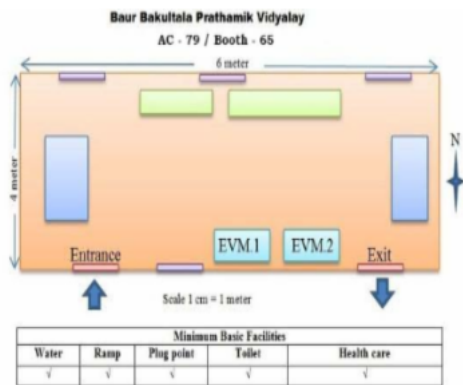 Baur Bakultala Prathamik Vidyalay
AC - 79 / Booth - 65
6 meter
4 meter
N
Entrance
EVM.1
EVM.2
Exit
Scale 1 cm = 1 meter
Minimum Basic Facilities
Water Ramp Plug point Toilet Health care
√ √ √ √ √